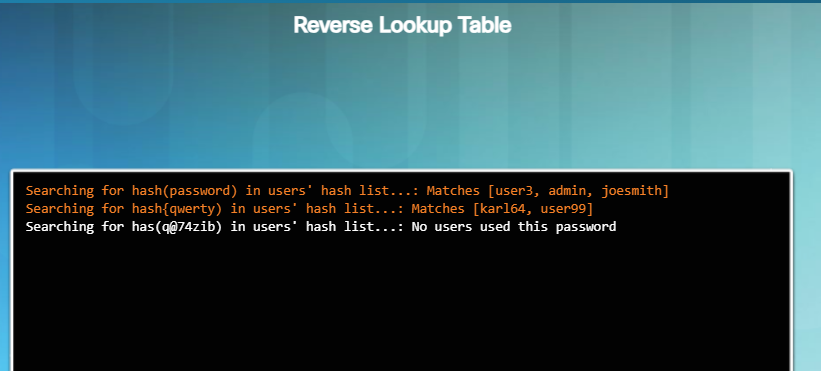 Reverse Lookup Table
Searching for hash(password) in users' hash list...: Matches [user3, admin, joesmith]
Searching for hash{qwerty) in users' hash list...: Matches [karl64, user99]
Searching for has(q@74zib) in users' hash list...: No users used this password